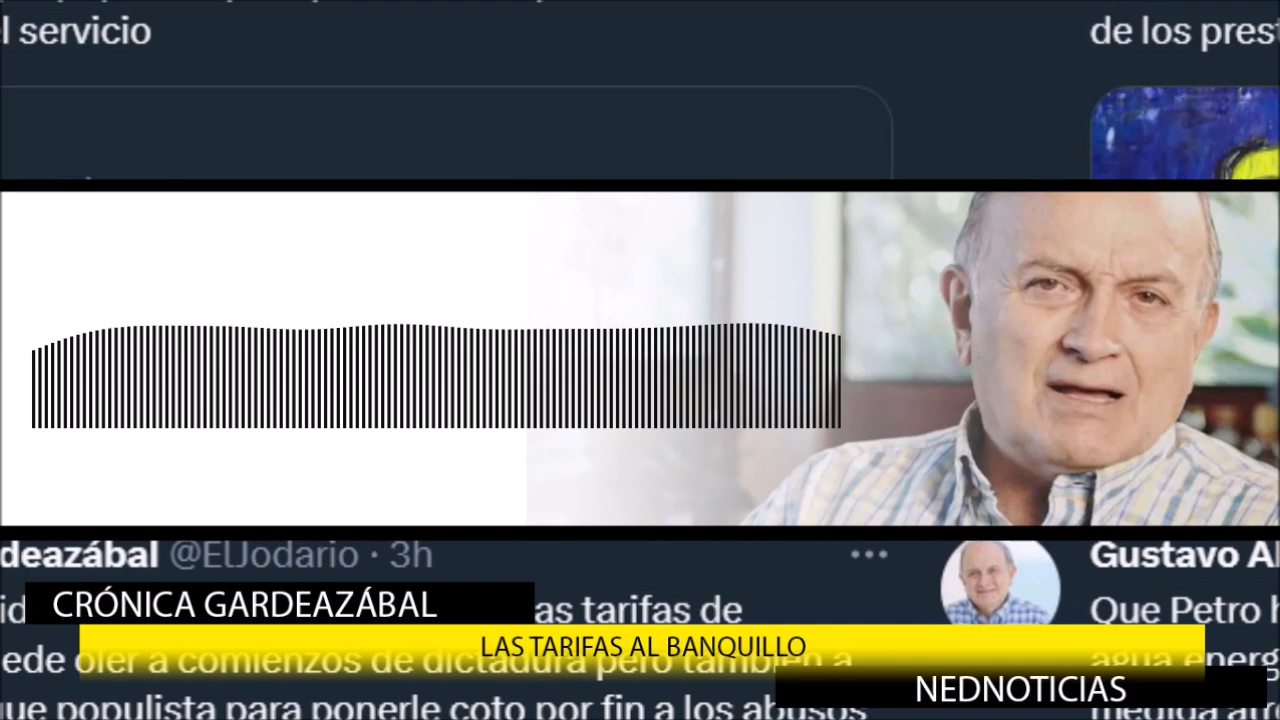 l servicio
de los prest
deazábal @ElJodario · 3h
Gustavo Al
CRÓNICA GARDEAZÁBAL
as tarifas de
Que Petro h
LAS TARIFAS AL BANQUILLO
ede oler a comienzos de dictadura pero también a
agua energ
NEDNOTICIAS
ue populista para ponerle coto por fin a los abusos